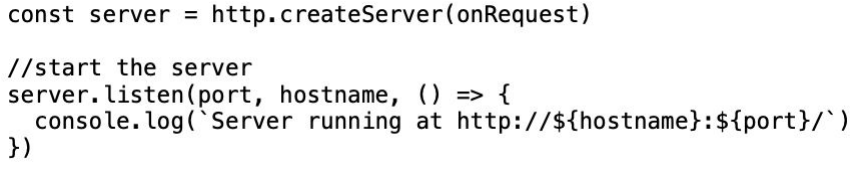 const server = http.createServer(onRequest)
//start the server
server.listen(port, hostname, () => {
  console.log(`Server running at http://${hostname}:${port}/`)
})